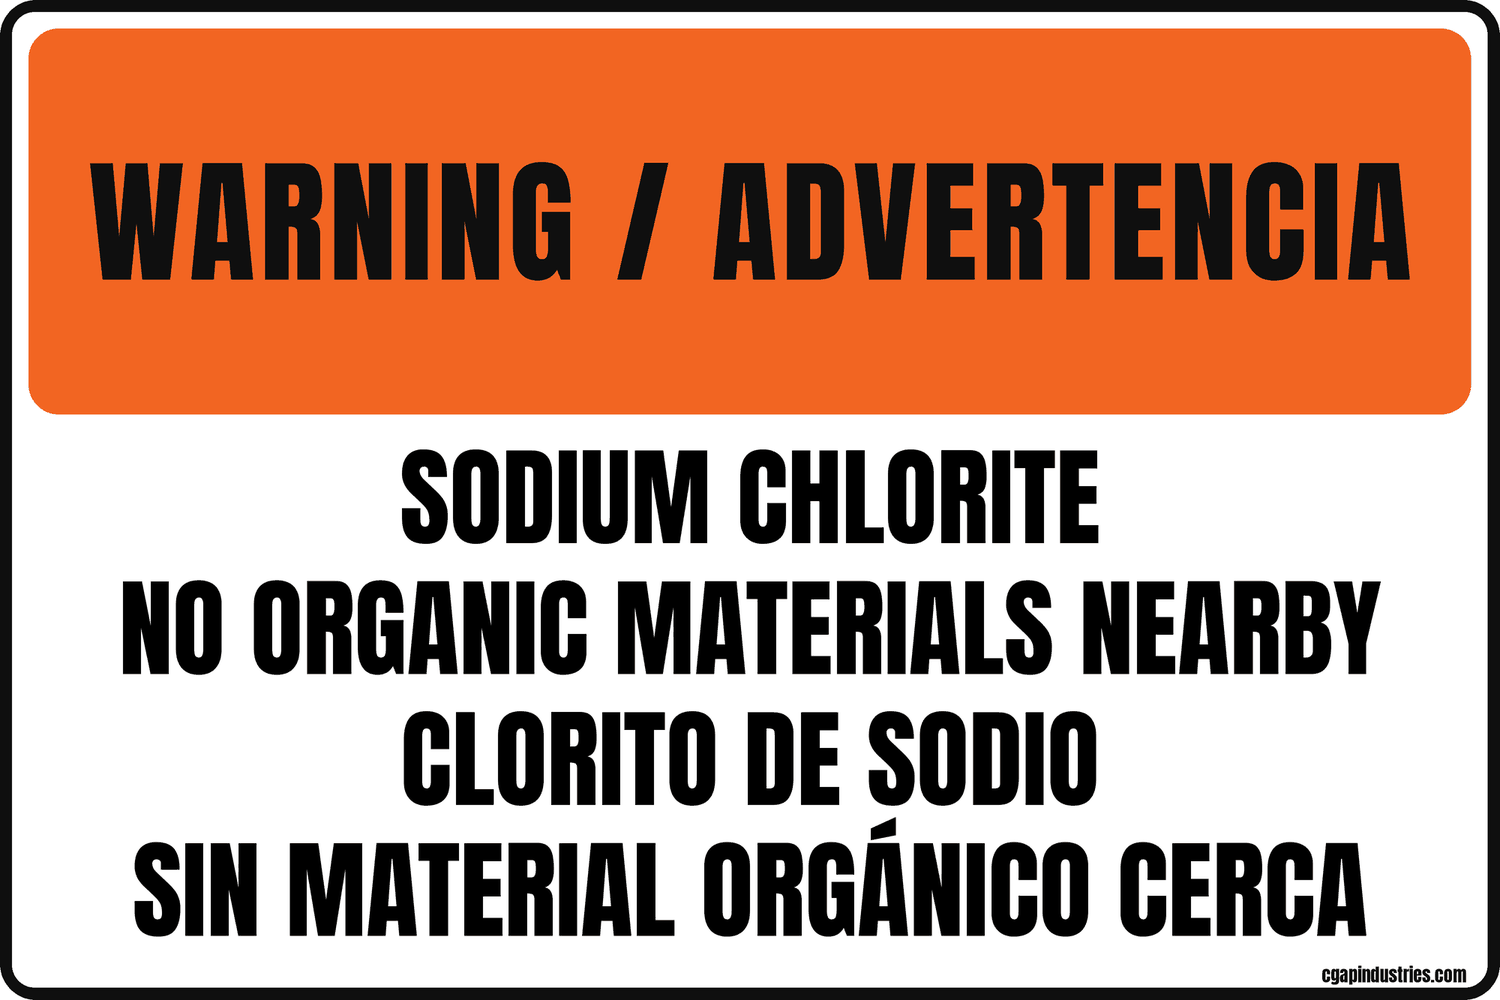 WARNING / ADVERTENCIA
SODIUM CHLORITE
NO ORGANIC MATERIALS NEARBY
CLORITO DE SODIO
SIN MATERIAL ORGÁNICO CERCA
cgapindustries.com